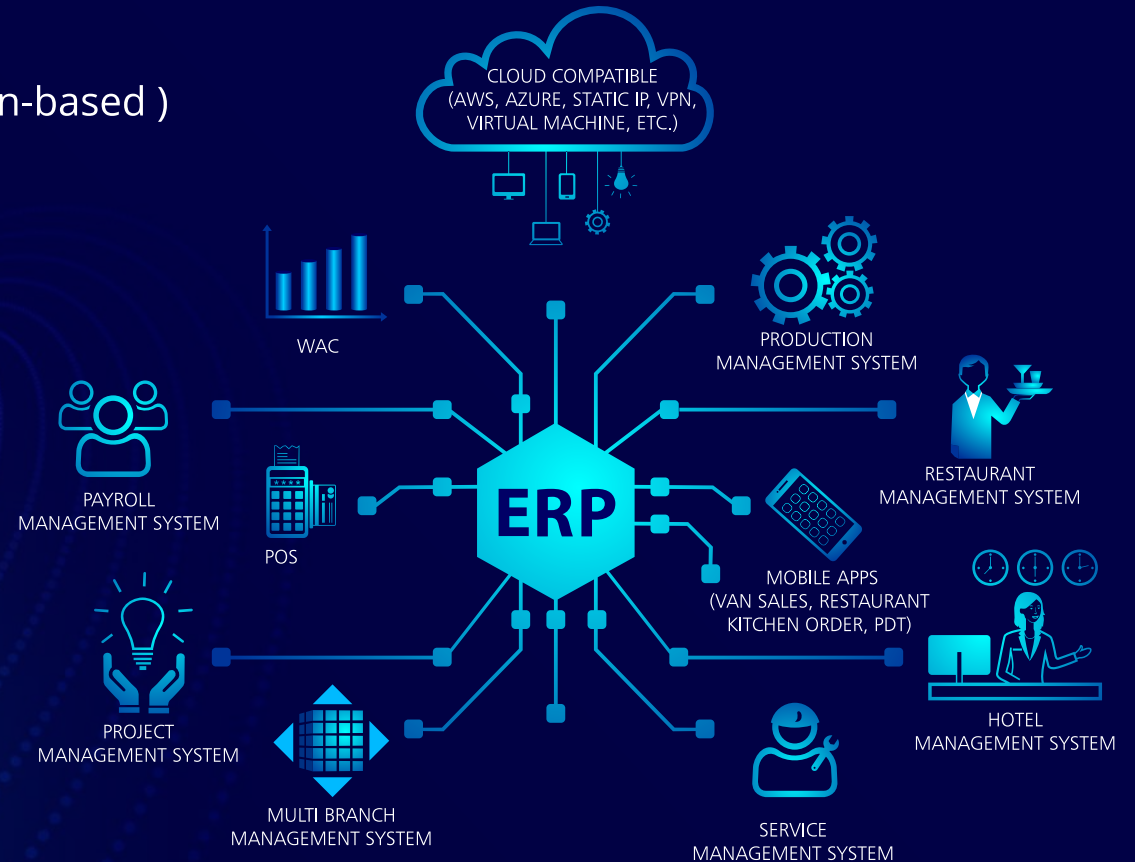 n-based )
CLOUD COMPATIBLE
(AWS, AZURE, STATIC IP, VPN,
VIRTUAL MACHINE, ETC.)
WAC
PRODUCTION
MANAGEMENT SYSTEM
PAYROLL
MANAGEMENT SYSTEM
POS
ERP
RESTAURANT
MANAGEMENT SYSTEM
MOBILE APPS
(VAN SALES, RESTAURANT
KITCHEN ORDER, PDT)
PROJECT
MANAGEMENT SYSTEM
HOTEL
MANAGEMENT SYSTEM
MULTI BRANCH
MANAGEMENT SYSTEM
SERVICE
MANAGEMENT SYSTEM